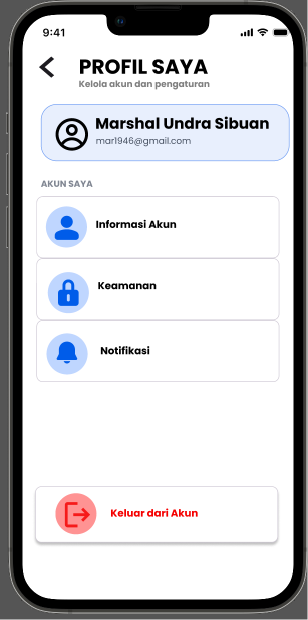 9:41
PROFIL SAYA
Kelola akun dan pengaturan
Marshal Undra Sibuan
mar1946@gmail.com
AKUN SAYA
Informasi Akun
Keamanan
Notifikasi
Keluar dari Akun